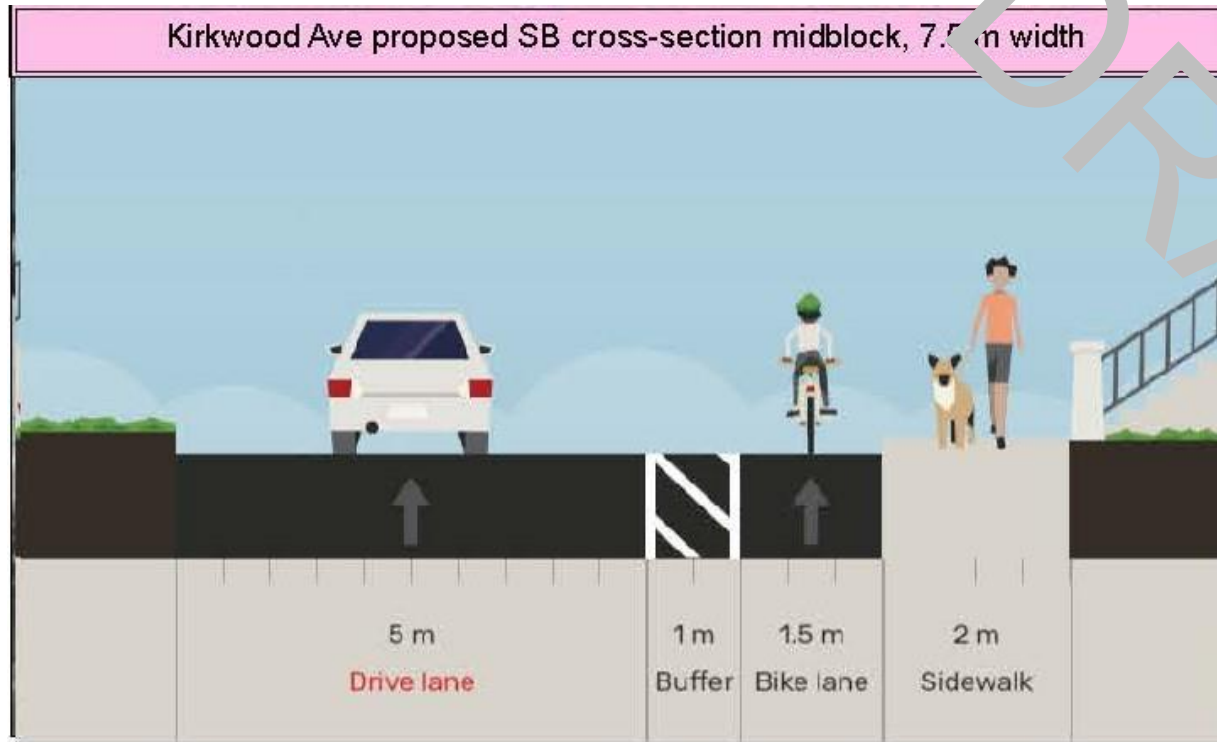 Kirkwood Ave proposed SB cross-section midblock, 7.5 m width
5 m 1 m 1.5 m 2 m
Drive lane Buffer Bike lane Sidewalk